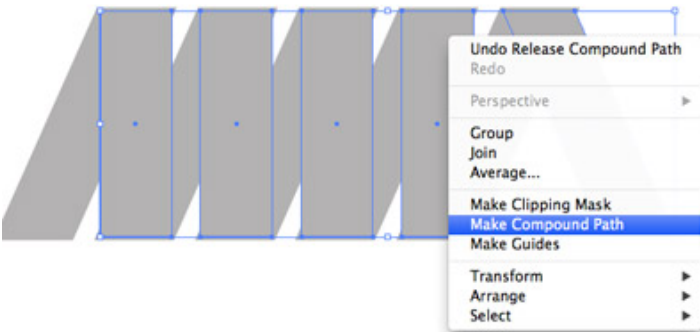 Undo Release Compound Path
Redo
Perspective
Group
Join
Average...
Make Clipping Mask
Make Compound Path
Make Guides
Transform
Arrange
Select